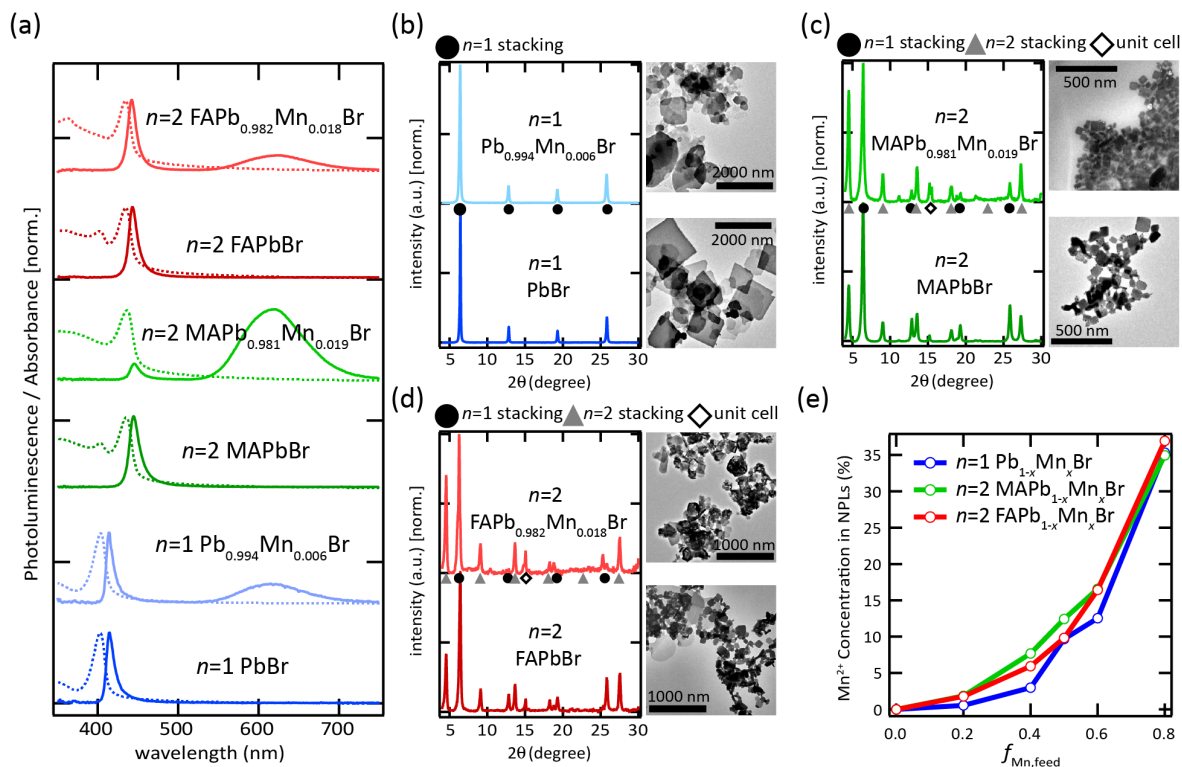 (a)
Photoluminescence / Absorbance [norm.]
n=2 FAPb0.982Mn0.018Br
n=2 FAPbBr
n=2 MAPb0.981Mn0.019Br
n=2 MAPbBr
n=1 Pb0.994Mn0.006Br
n=1 PbBr
400
500
600
700
wavelength (nm)
(b)
n=1 stacking
intensity (a.u.) [norm.]
n=1
Pb0.994Mn0.006Br
n=1
PbBr
5
10
15
20
25
30
2θ(degree)
2000 nm
2000 nm
(c)
n=1 stacking
n=2 stacking
unit cell
intensity (a.u.) [norm.]
n=2
MAPb0.981Mn0.019Br
n=2
MAPbBr
5
10
15
20
25
30
2θ(degree)
500 nm
500 nm
(d)
n=1 stacking
n=2 stacking
unit cell
intensity (a.u.) [norm.]
n=2
FAPb0.982Mn0.018Br
n=2
FAPbBr
5
10
15
20
25
30
2θ(degree)
1000nm
1000 nm
(e)
Mn2+ Concentration in NPLs (%)
35
30
25
20
15
10
5
0
n=1 Pb1-xMnxBr
n=2 MAPb1-xMnxBr
n=2 FAPb1-xMnxBr
0.0
0.2
0.4
0.6
0.8
fMn,feed